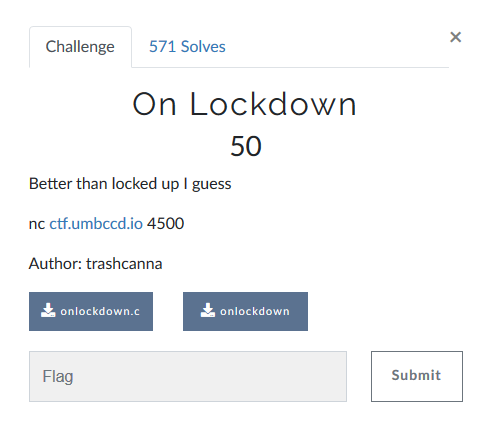 Challenge 571 Solves ×
On Lockdown
50
Better than locked up I guess
nc ctf.umbccd.io 4500
Author: trashcanna
onlockdown.c onlockdown
Flag Submit